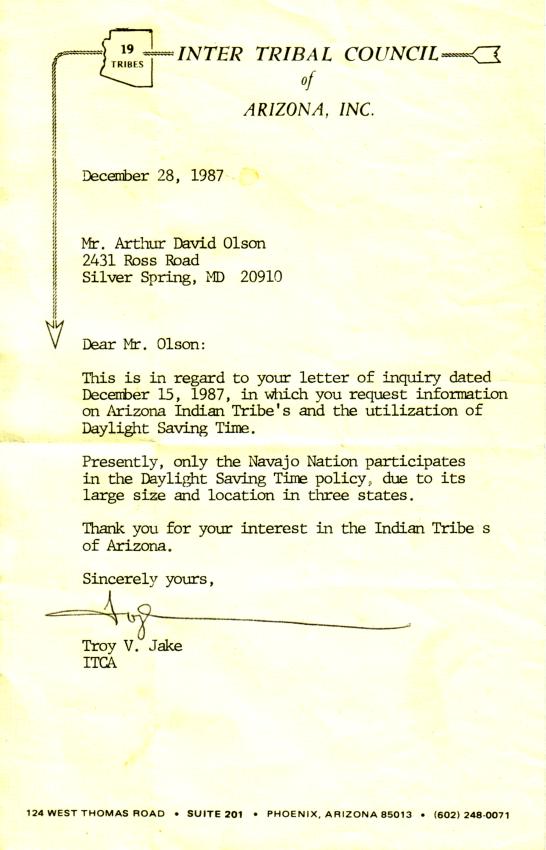 19
TRIBES
INTER TRIBAL COUNCIL
of
ARIZONA, INC.
December 28, 1987
Mr. Arthur David Olson
2431 Ross Road
Silver Spring, MD 20910
Dear Mr. Olson:
This is in regard to your letter of inquiry dated
December 15, 1987, in which you request information
on Arizona Indian Tribe's and the utilization of
Daylight Saving Time.
Presently, only the Navajo Nation participates
in the Daylight Saving Time policy, due to its
large size and location in three states.
Thank you for your interest in the Indian Tribe s
of Arizona.
Sincerely yours,
Troy V. Jake
ITCA
124 WEST THOMAS ROAD • SUITE 201 • PHOENIX, ARIZONA 85013 • (602) 248-0071